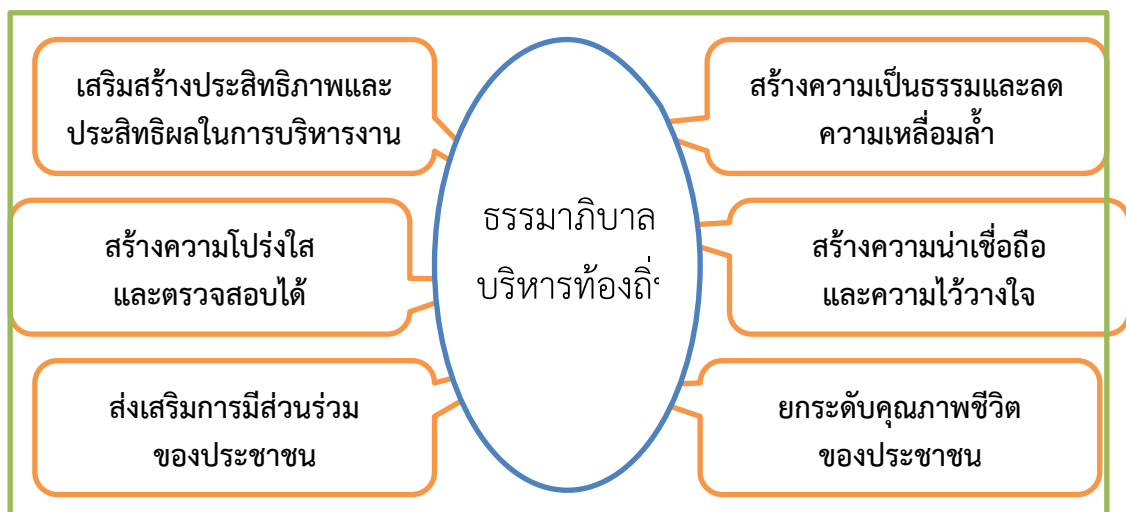 เสริมสร้างประสิทธิภาพและ
ประสิทธิผลในการบริหารงาน
สร้างความโปร่งใส
และตรวจสอบได้
ส่งเสริมการมีส่วนร่วม
ของประชาชน
ธรรมาภิบาล
สร้างความเป็นธรรมและลด
ความเหลื่อมล้ำ
สร้างความน่าเชื่อถือ
และความไว้วางใจ
ยกระดับคุณภาพชีวิต
ของประชาชน